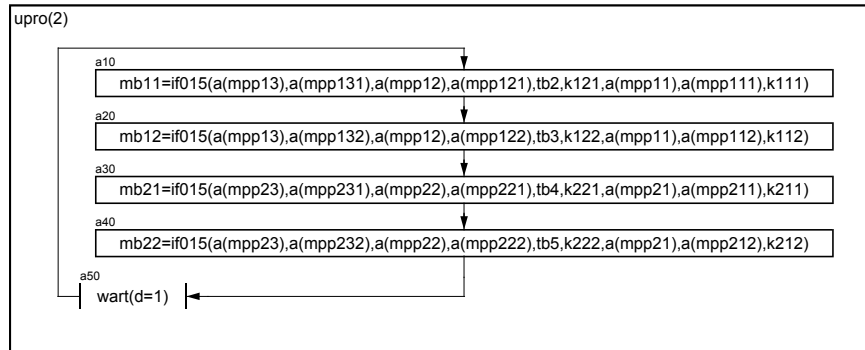 upro(2)
a10
mb11=if015(a(mpp13),a(mpp131),a(mpp12),a(mpp121),tb2,k121,a(mpp11),a(mpp111),k111)
a20
mb12=if015(a(mpp13),a(mpp132),a(mpp12),a(mpp122),tb3,k122,a(mpp11),a(mpp112),k112)
a30
mb21=if015(a(mpp23),a(mpp231),a(mpp22),a(mpp221),tb4,k221,a(mpp21),a(mpp211),k211)
a40
mb22=if015(a(mpp23),a(mpp232),a(mpp22),a(mpp222),tb5,k222,a(mpp21),a(mpp212),k212)
a50
wart(d=1)